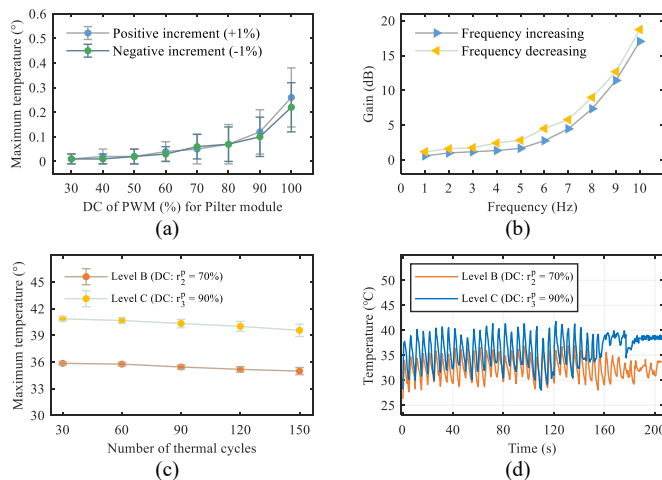 0.6
0.5
0.4
0.3
0.2
0.1
0
Maximum temperature (°)
Positive increment (+1%)
Negative increment (-1%)
30 40 50 60 70 80 90 100
DC of PWM (%) for Pilter module
(a)
20
15
10
5
0
Gain (dB)
Frequency increasing
Frequency decreasing
0 1 2 3 4 5 6 7 8 9 10
Frequency (Hz)
(b)
45
42
39
36
33
30
Maximum temperature (°)
Level B (DC: r₂ᵖ = 70%)
Level C (DC: r₃ᵖ = 90%)
30 60 90 120 150
Number of thermal cycles
(c)
50
45
40
35
30
25
Temperature (°C)
Level B (DC: r₂ᵖ = 70%)
Level C (DC: r₃ᵖ = 90%)
0 40 80 120 160 200
Time (s)
(d)